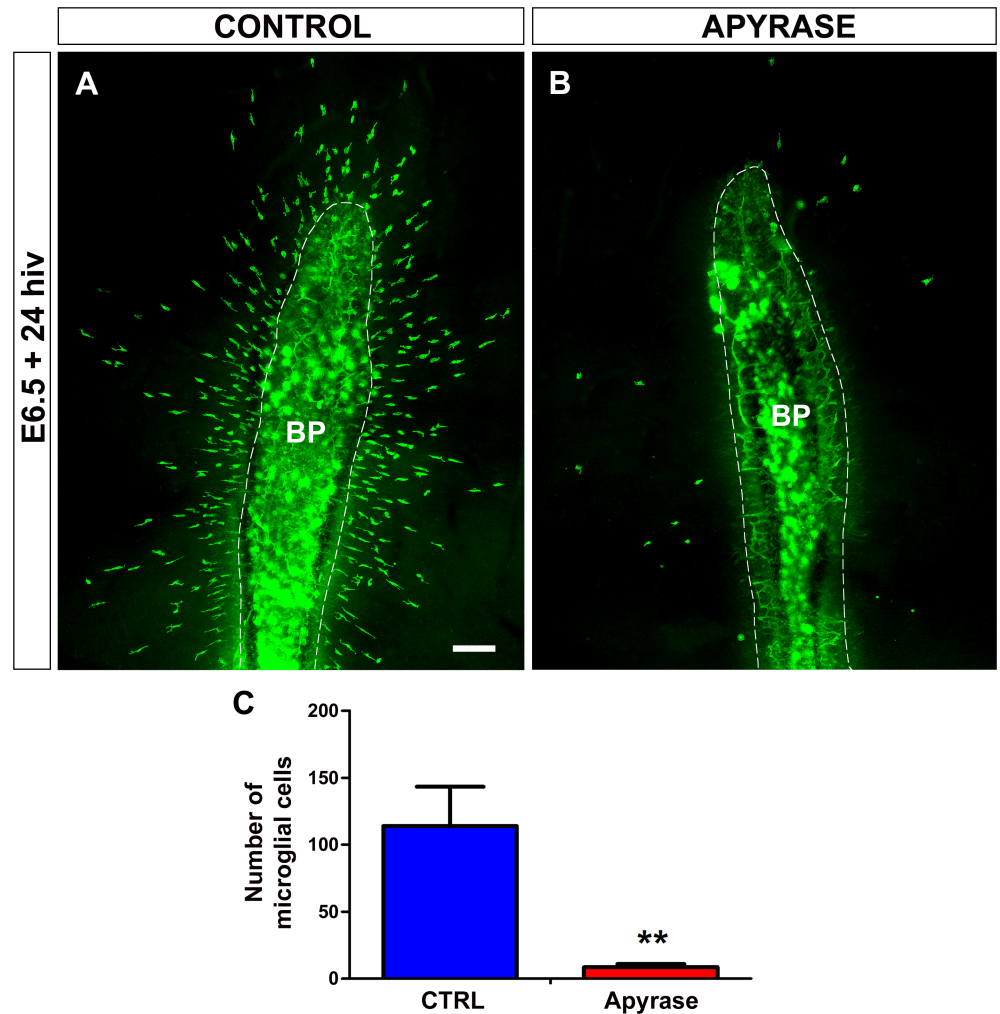 CONTROL
APYRASE
E6.5 + 24 hiv
A
B
BP
BP
C
Number of
microglial cells
200
150
100
50
0
**
CTRL
Apyrase